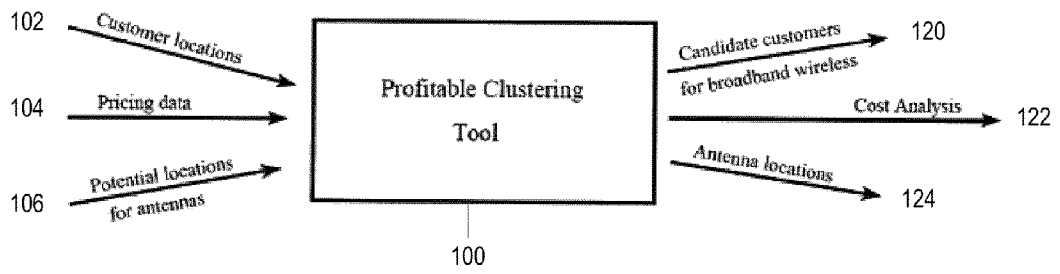 102
Customer locations
104
Pricing data
106
Potential locations
for antennas
Profitable Clustering
Tool
100
Candidate customers
for broadband wireless
120
Cost Analysis
122
Antenna locations
124